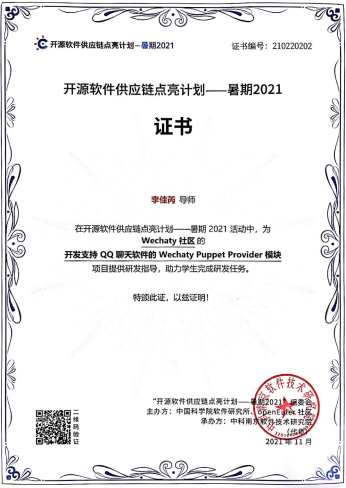 开源软件供应链点亮计划—暑期2021
证书编号：210220202
开源软件供应链点亮计划——暑期2021
证书
李佳芮 导师
在开源软件供应链点亮计划——暑期 2021 活动中，为
Wechaty 社区 的
开发支持 QQ 聊天软件的 Wechaty Puppet Provider 模块
项目提供研发指导，助力学生完成研发任务。
特颁此证，以兹证明！
“开源软件供应链点亮计划——暑期2021”组委会
主办方：中国科学院软件研究所、openEuler 社区
承办方：中科南京软件技术研究院
（代章）
2021 年 11 月
二维码验证